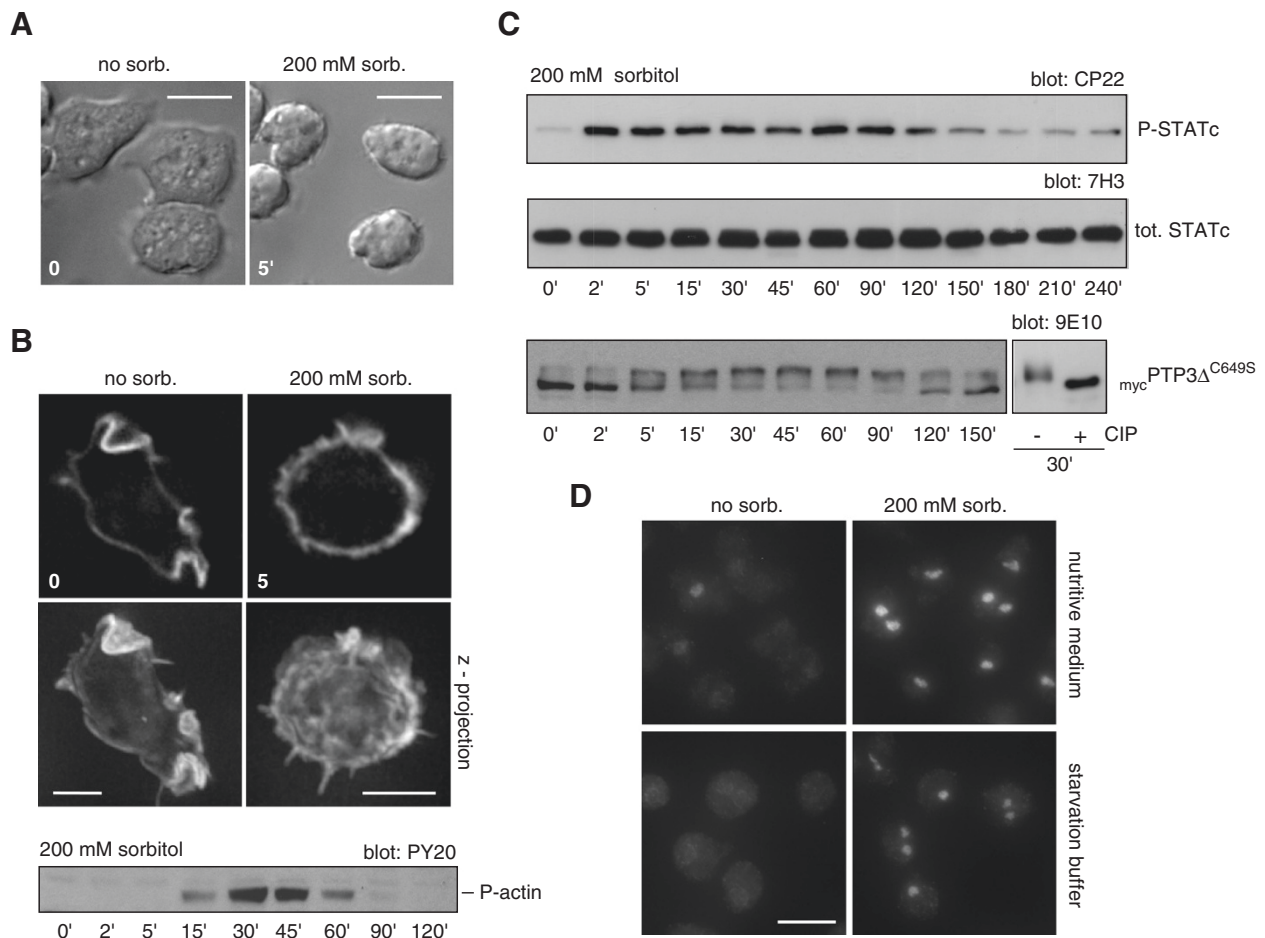 A
no sorb.
200 mM sorb.
0
5'
B
no sorb.
200 mM sorb.
0
5
z - projection
200 mM sorbitol
blot: PY20
P-actin
0' 2' 5' 15' 30' 45' 60' 90' 120'
C
200 mM sorbitol
blot: CP22
P-STATc
blot: 7H3
tot. STATc
0' 2' 5' 15' 30' 45' 60' 90' 120' 150' 180' 210' 240'
blot: 9E10
mycPTP3ΔC649S
0' 2' 5' 15' 30' 45' 60' 90' 120' 150'
- + CIP
30'
D
no sorb.
200 mM sorb.
nutritive medium
starvation buffer